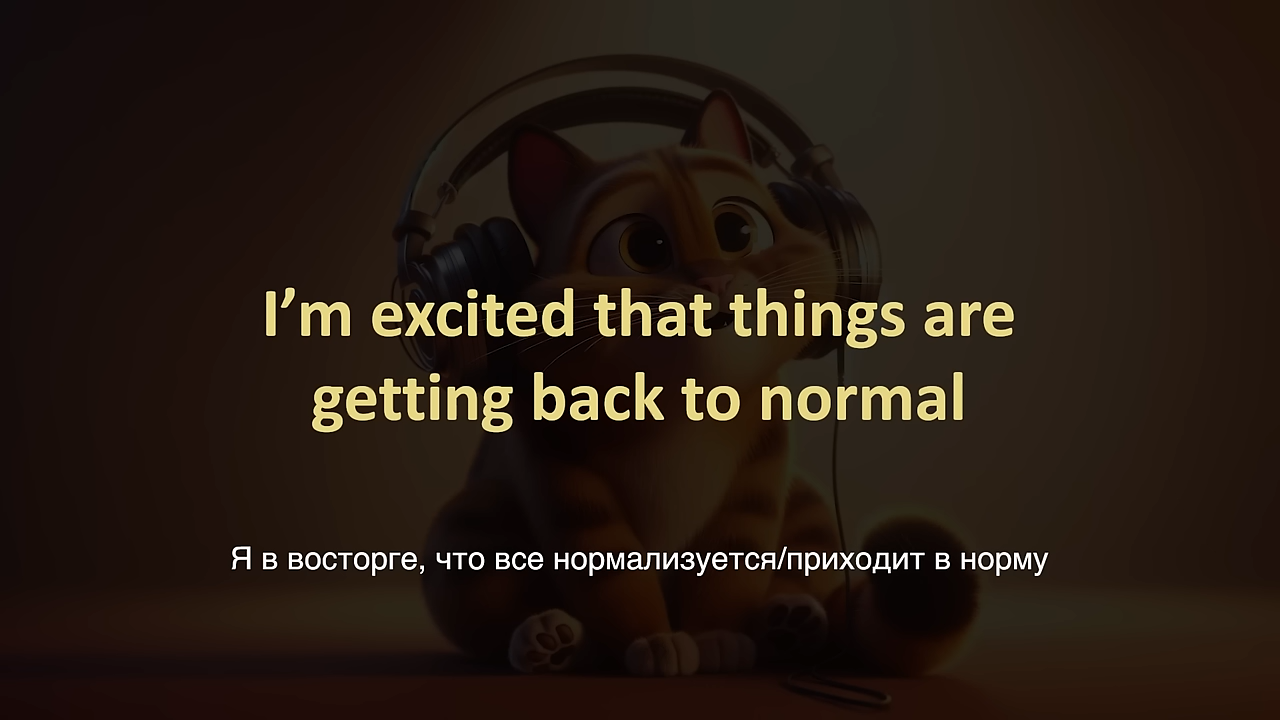 I’m excited that things are
getting back to normal
Я в восторге, что все нормализуется/приходит в норму